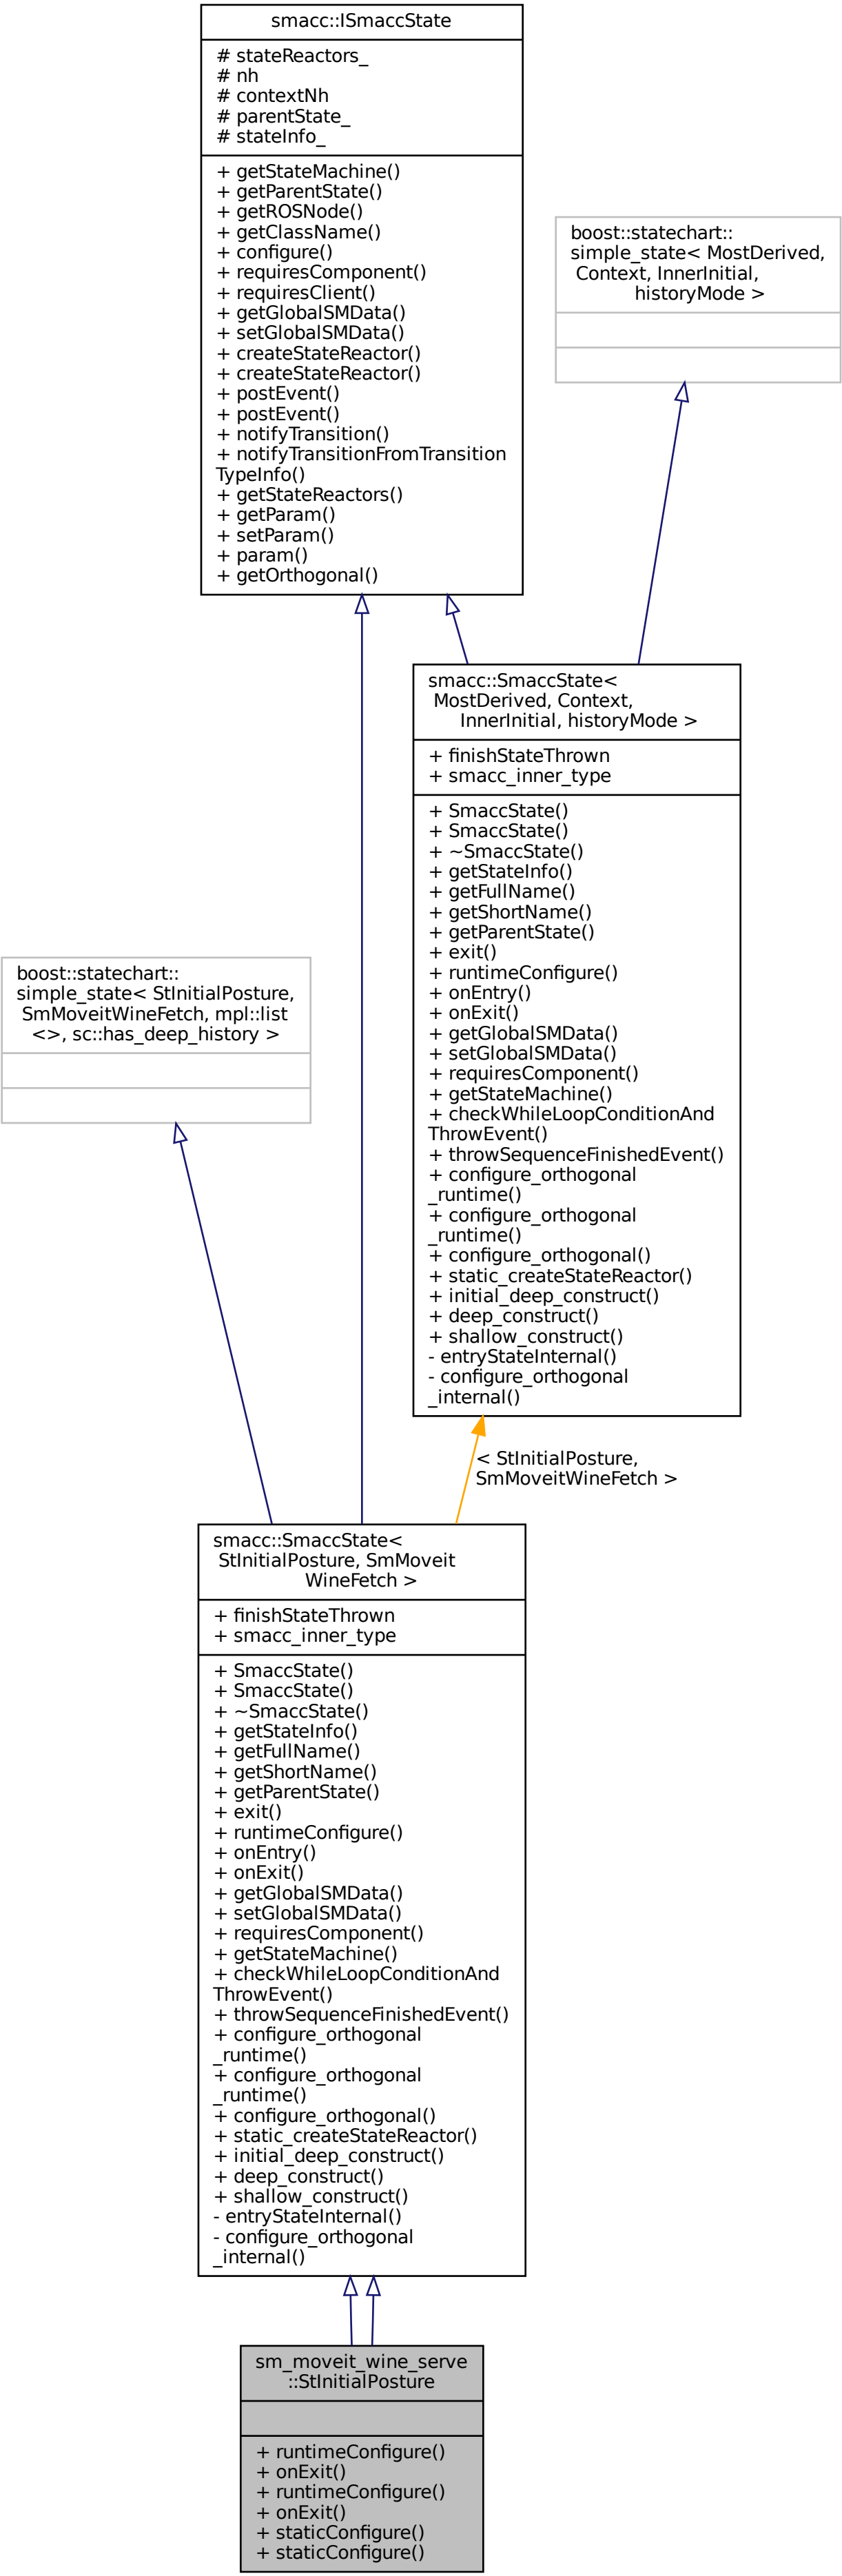 smacc::ISmaccState
# stateReactors_
# nh
# contextNh
# parentState_
# stateInfo_
+ getStateMachine()
+ getParentState()
+ getROSNode()
+ getClassName()
+ configure()
+ requiresComponent()
+ requiresClient()
+ getGlobalSMData()
+ setGlobalSMData()
+ createStateReactor()
+ createStateReactor()
+ postEvent()
+ postEvent()
+ notifyTransition()
+ notifyTransitionFromTransition
TypeInfo()
+ getStateReactors()
+ getParam()
+ setParam()
+ param()
+ getOrthogonal()
boost::statechart::
simple_state< MostDerived,
Context, InnerInitial,
historyMode >
smacc::SmaccState<
MostDerived, Context,
InnerInitial, historyMode >
+ finishStateThrown
+ smacc_inner_type
+ SmaccState()
+ SmaccState()
+ ~SmaccState()
+ getStateInfo()
+ getFullName()
+ getShortName()
+ getParentState()
+ exit()
+ runtimeConfigure()
+ onEntry()
+ onExit()
+ getGlobalSMData()
+ setGlobalSMData()
+ requiresComponent()
+ getStateMachine()
+ checkWhileLoopConditionAnd
ThrowEvent()
+ throwSequenceFinishedEvent()
+ configure_orthogonal
_runtime()
+ configure_orthogonal
_runtime()
+ configure_orthogonal()
+ static_createStateReactor()
+ initial_deep_construct()
+ deep_construct()
+ shallow_construct()
- entryStateInternal()
- configure_orthogonal
_internal()
boost::statechart::
simple_state< StInitialPosture,
SmMoveitWineFetch, mpl::list
<>, sc::has_deep_history >
< StInitialPosture,
SmMoveitWineFetch >
smacc::SmaccState<
StInitialPosture, SmMoveit
WineFetch >
+ finishStateThrown
+ smacc_inner_type
+ SmaccState()
+ SmaccState()
+ ~SmaccState()
+ getStateInfo()
+ getFullName()
+ getShortName()
+ getParentState()
+ exit()
+ runtimeConfigure()
+ onEntry()
+ onExit()
+ getGlobalSMData()
+ setGlobalSMData()
+ requiresComponent()
+ getStateMachine()
+ checkWhileLoopConditionAnd
ThrowEvent()
+ throwSequenceFinishedEvent()
+ configure_orthogonal
_runtime()
+ configure_orthogonal
_runtime()
+ configure_orthogonal()
+ static_createStateReactor()
+ initial_deep_construct()
+ deep_construct()
+ shallow_construct()
- entryStateInternal()
- configure_orthogonal
_internal()
sm_moveit_wine_serve
::StInitialPosture
+ runtimeConfigure()
+ onExit()
+ runtimeConfigure()
+ onExit()
+ staticConfigure()
+ staticConfigure()